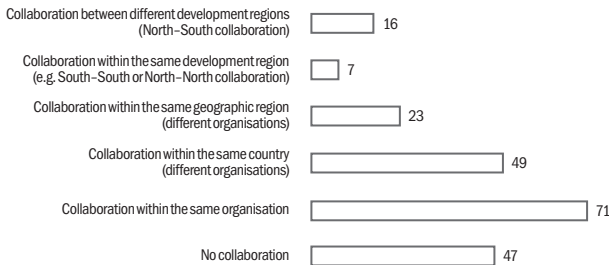 Collaboration between different development regions
(North–South collaboration)
16
Collaboration within the same development region
(e.g. South–South or North–North collaboration)
7
Collaboration within the same geographic region
(different organisations)
23
Collaboration within the same country
(different organisations)
49
Collaboration within the same organisation
71
No collaboration
47